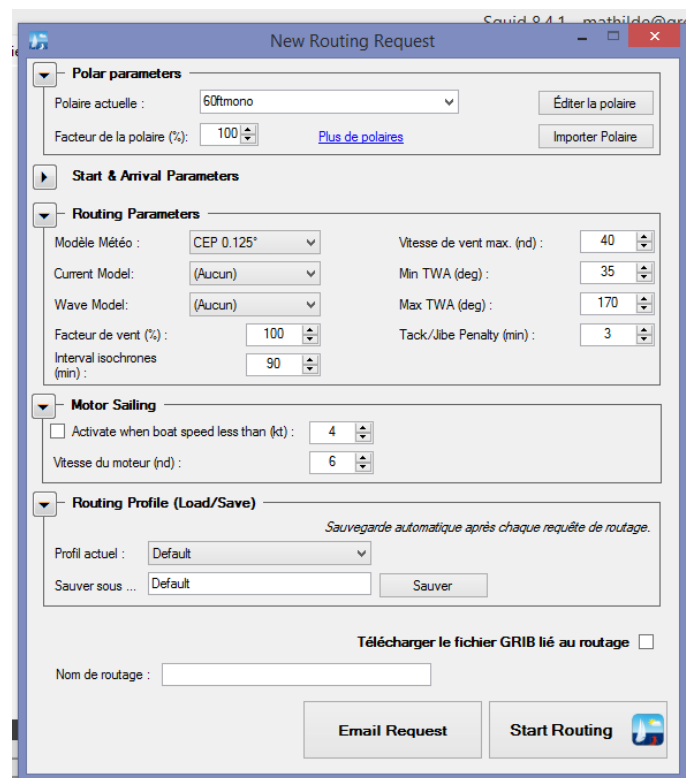 Squid 8.4.1 mathilde@gr
New Routing Request
Polar parameters
Polaire actuelle : 60ftmono Éditer la polaire
Facteur de la polaire (%): 100 Plus de polaires Importer Polaire
Start & Arrival Parameters
Routing Parameters
Modèle Météo : CEP 0.125° Vitesse de vent max. (nd) : 40
Current Model: (Aucun) Min TWA (deg) : 35
Wave Model: (Aucun) Max TWA (deg) : 170
Facteur de vent (%) : 100 Tack/Jibe Penalty (min) : 3
Interval isochrones
(min) : 90
Motor Sailing
Activate when boat speed less than (kt) : 4
Vitesse du moteur (nd) : 6
Routing Profile (Load/Save)
Sauvegarde automatique après chaque requête de routage.
Profil actuel : Default
Sauver sous ... Default Sauver
Télécharger le fichier GRIB lié au routage
Nom de routage :
Email Request Start Routing